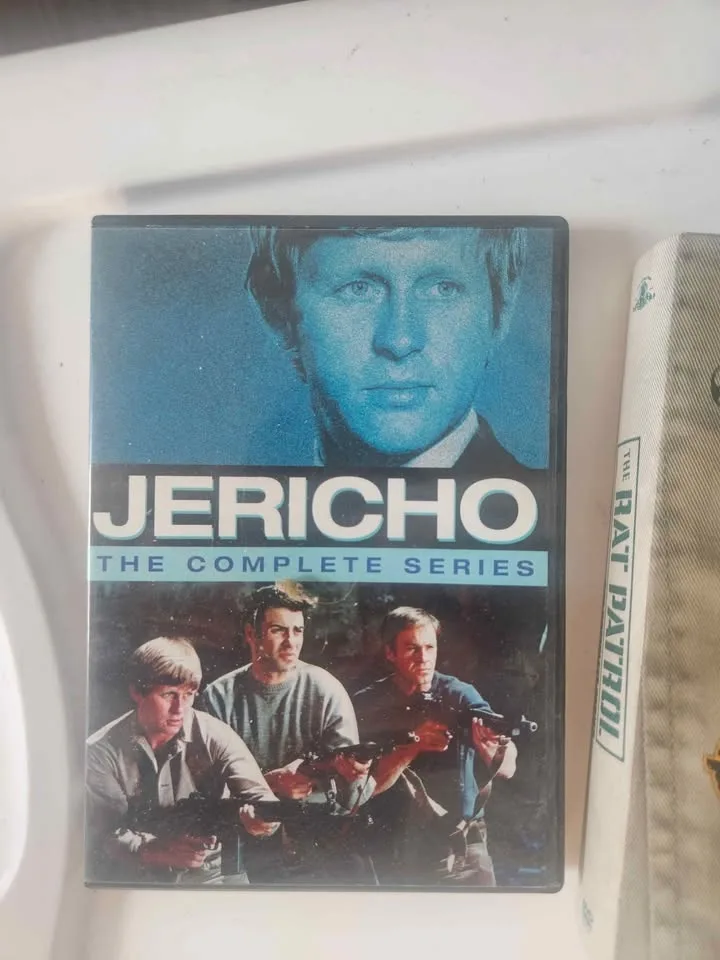 JERICHO
THE COMPLETE SERIES
THE RAT PATROL